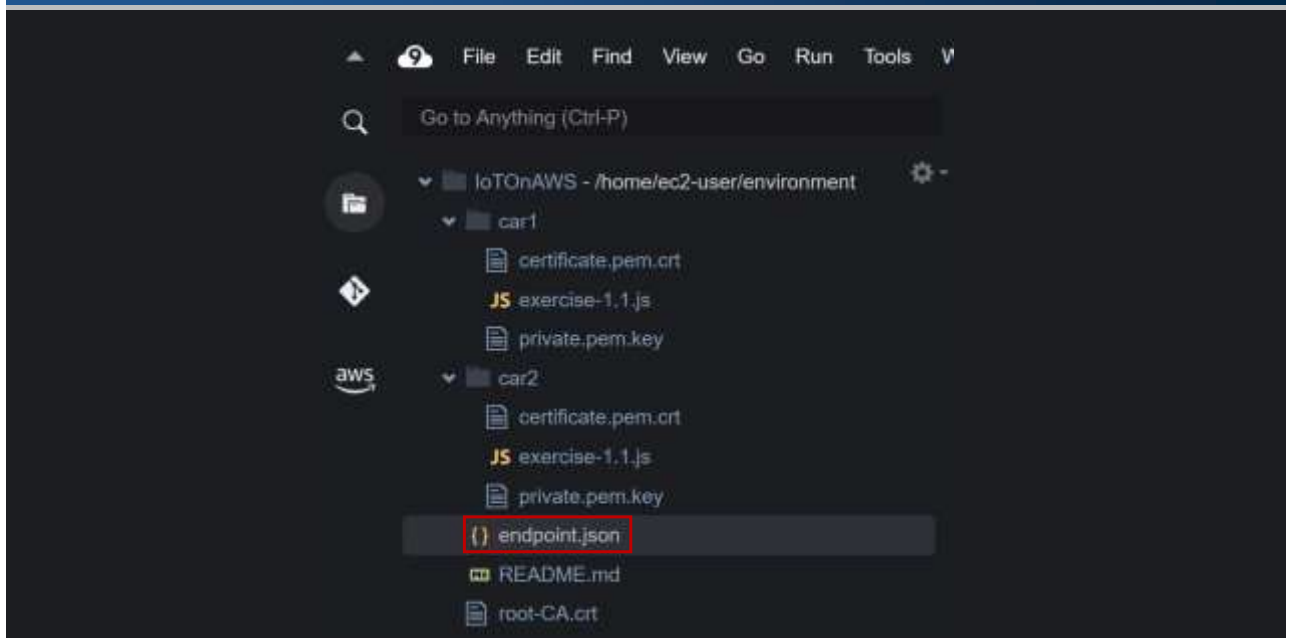 9 File Edit Find View Go Run Tools
Go to Anything (Ctrl-P)
IoTOnAWS - /home/ec2-user/environment
car1
certificate.pem.crt
JS exercise-1.1.js
private.pem.key
aws
car2
certificate.pem.crt
JS exercise-1.1.js
private.pem.key
{} endpoint.json
README.md
root-CA.crt